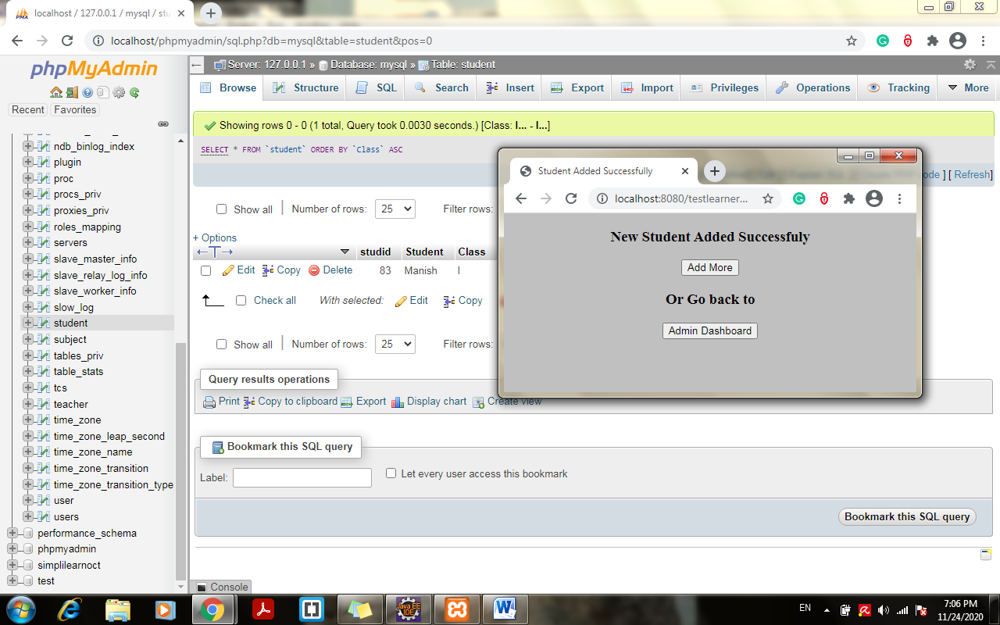 localhost / 127.0.0.1 / mysql / stu
localhost/phpmyadmin/sql.php?db=mysql&table=student&pos=0
phpMyAdmin
Recent Favorites
ndb_binlog_index
plugin
proc
procs_priv
proxies_priv
roles_mapping
servers
slave_master_info
slave_relay_log_info
slave_worker_info
slow_log
student
subject
tables_priv
table_stats
tcs
teacher
time_zone
time_zone_leap_second
time_zone_name
time_zone_transition
time_zone_transition_type
user
users
performance_schema
phpmyadmin
simplilearnoct
test
Server: 127.0.0.1 » Database: mysql » Table: student
Browse Structure SQL Search Insert Export Import Privileges Operations Tracking More
Showing rows 0 - 0 (1 total, Query took 0.0030 seconds.) [Class: I... - I...]
SELECT * FROM `student` ORDER BY `Class` ASC
] [ Refresh]
Show all Number of rows: 25 Filter rows:
+ Options
studid Student Class
Edit Copy Delete 83 Manish I
Check all With selected: Edit Copy
Show all Number of rows: 25 Filter rows:
Query results operations
Print Copy to clipboard Export Display chart Create view
Bookmark this SQL query
Label: Let every user access this bookmark
Bookmark this SQL query
Console
Student Added Successfully
localhost:8080/testlearner...
New Student Added Successfuly
Add More
Or Go back to
Admin Dashboard
Java EE
IDE
EN
7:06 PM
11/24/2020